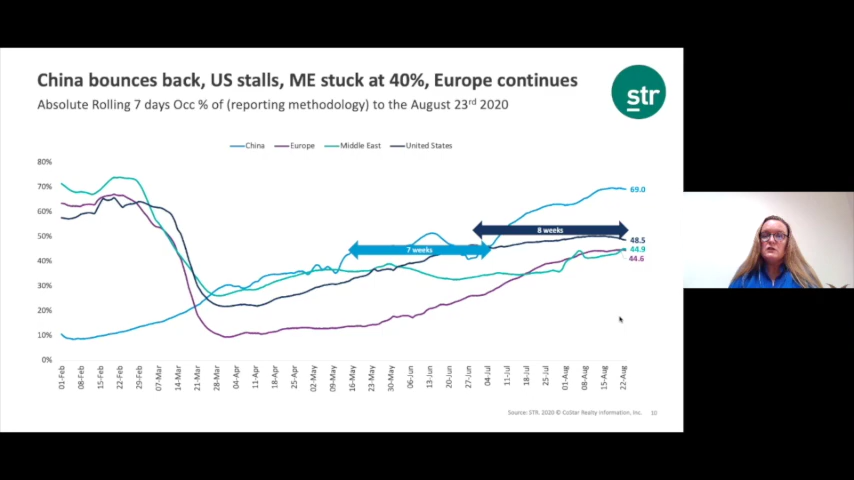 China bounces back, US stalls, ME stuck at 40%, Europe continues
Absolute Rolling 7 days Occ % of (reporting methodology) to the August 23rd 2020
str
China Europe Middle East United States
80%
70%
60%
50%
40%
30%
20%
10%
0%
69.0
8 weeks
7 weeks
48.5
44.9
44.6
01-Feb 08-Feb 15-Feb 22-Feb 29-Feb 07-Mar 14-Mar 21-Mar 28-Mar 04-Apr 11-Apr 18-Apr 25-Apr 02-May 09-May 16-May 23-May 30-May 06-Jun 13-Jun 20-Jun 27-Jun 04-Jul 11-Jul 18-Jul 25-Jul 01-Aug 08-Aug 15-Aug 22-Aug
Source: STR. 2020 © CoStar Realty Information, Inc. 10